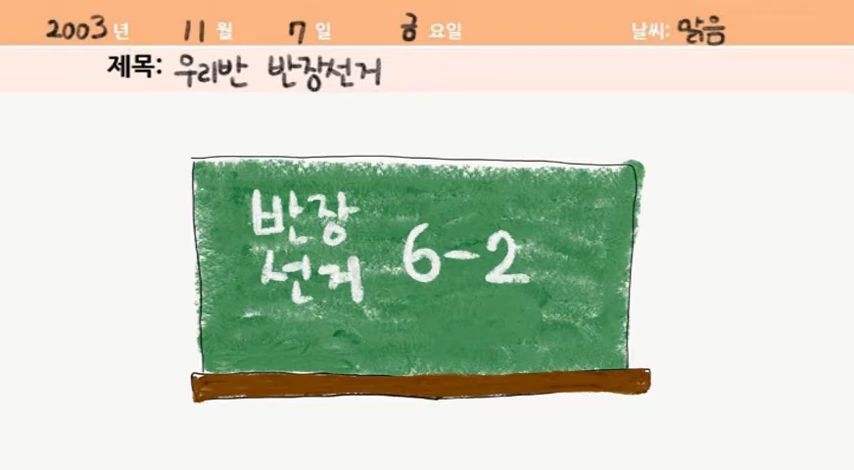 2003년 11월 7일 금요일 날씨: 맑음
제목: 우리반 반장선거
반장
선거 6-2